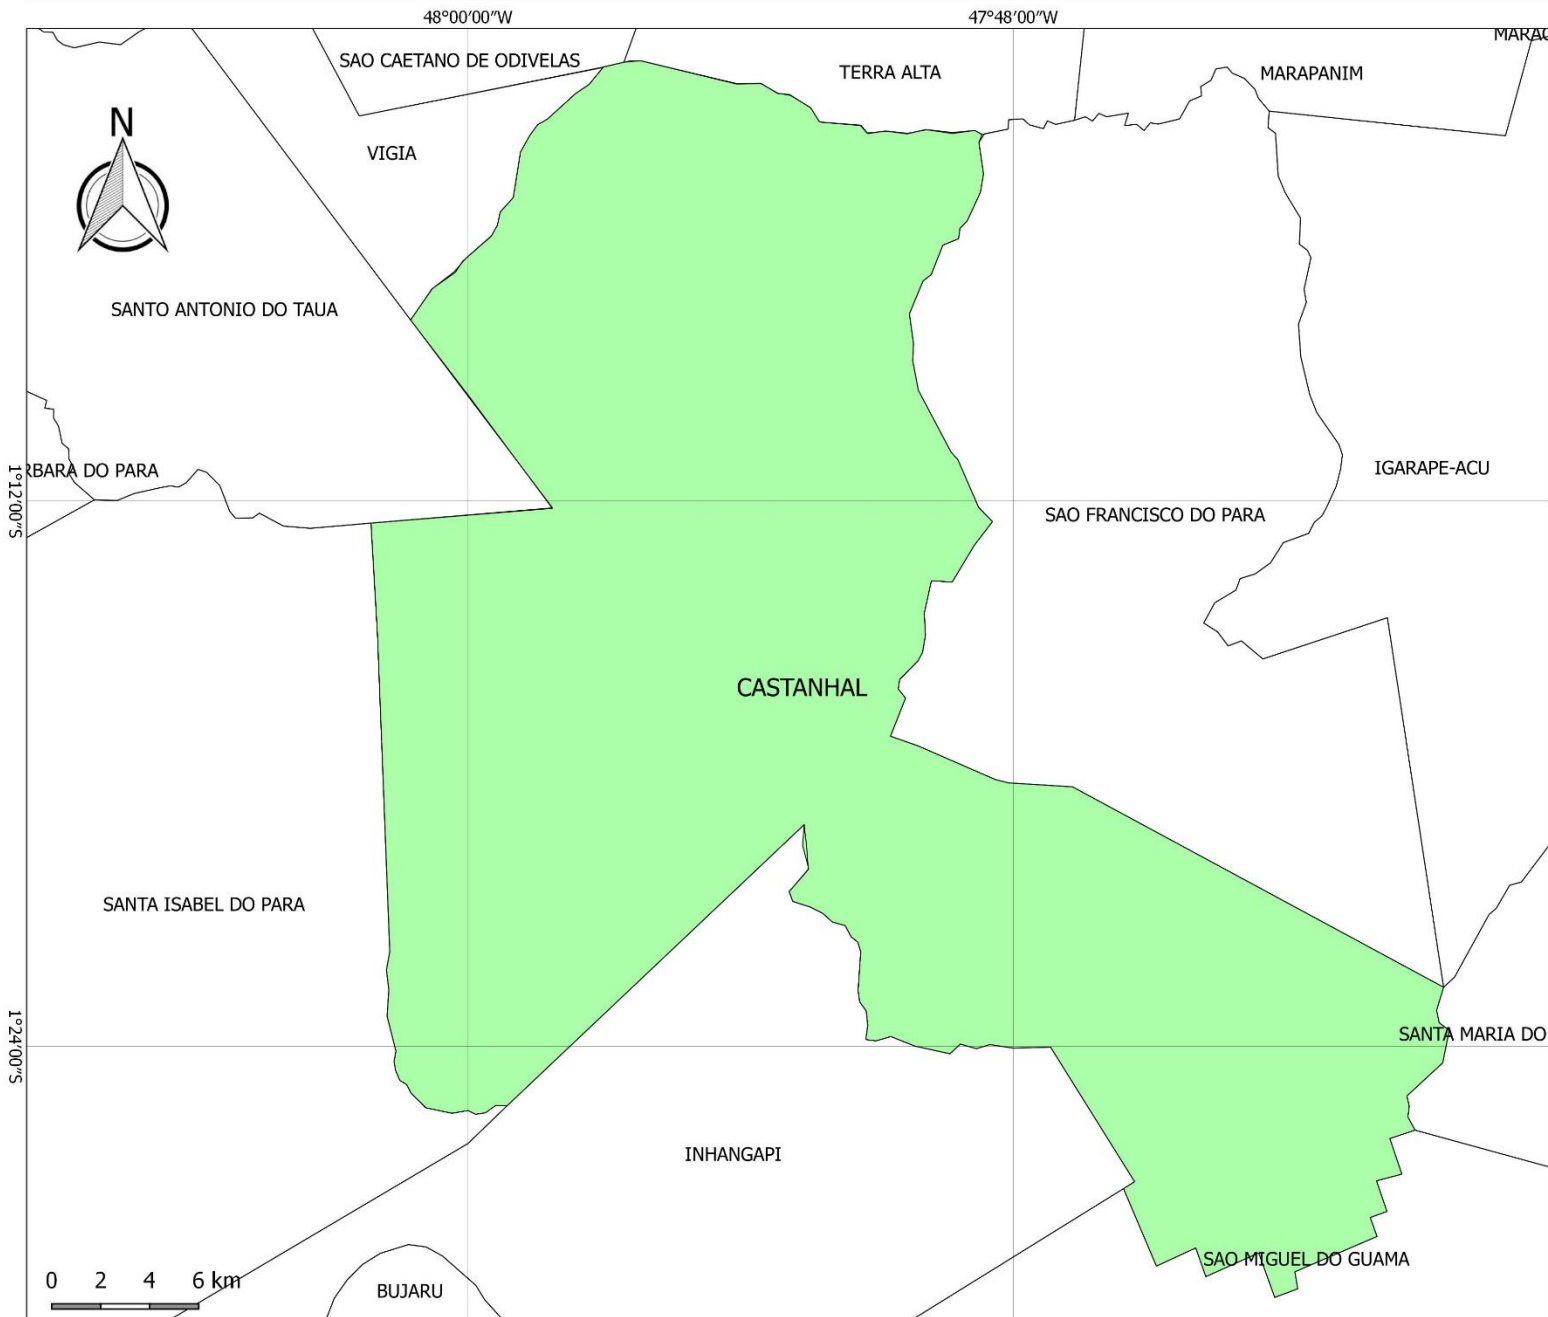 48°00'00"W
47°48'00"W
MARAC
SAO CAETANO DE ODIVELAS
TERRA ALTA
MARAPANIM
N
VIGIA
SANTO ANTONIO DO TAUA
RBARA DO PARA
IGARAPE-ACU
1°12'00"S
SAO FRANCISCO DO PARA
CASTANHAL
SANTA ISABEL DO PARA
1°24'00"S
SANTA MARIA DO
INHANGAPI
SAO MIGUEL DO GUAMA
0 2 4 6 km
BUJARU